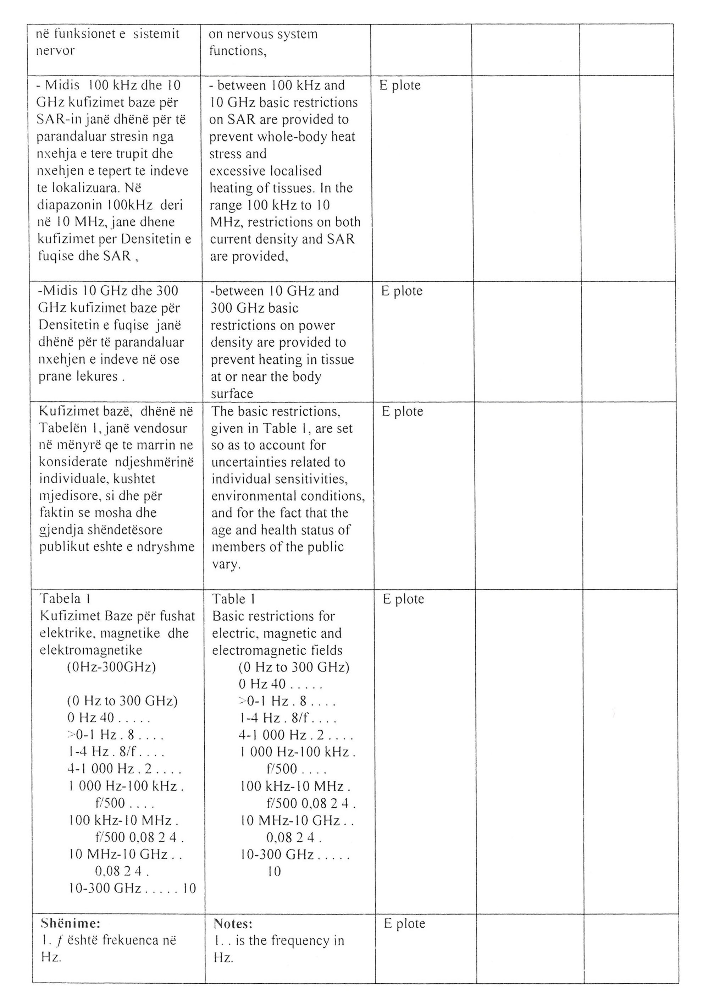 në funksionet e sistemit
nervor
on nervous system
functions,
- Midis 100 kHz dhe 10
GHz kufizimet baze për
SAR-in janë dhënë për të
parandaluar stresin nga
nxehja e tere trupit dhe
nxehjen e tepert te indeve
te lokalizuara. Në
diapazonin 100kHz deri
në 10 MHz, jane dhene
kufizimet per Densitetin e
fuqise dhe SAR ,
- between 100 kHz and
10 GHz basic restrictions
on SAR are provided to
prevent whole-body heat
stress and
excessive localised
heating of tissues. In the
range 100 kHz to 10
MHz, restrictions on both
current density and SAR
are provided,
E plote
-Midis 10 GHz dhe 300
GHz kufizimet baze për
Densitetin e fuqise janë
dhënë për të parandaluar
nxehjen e indeve në ose
prane lekures .
-between 10 GHz and
300 GHz basic
restrictions on power
density are provided to
prevent heating in tissue
at or near the body
surface
E plote
Kufizimet bazë, dhënë në
Tabelën 1, janë vendosur
në mënyrë qe te marrin ne
konsiderate ndjeshmërinë
individuale, kushtet
mjedisore, si dhe për
faktin se mosha dhe
gjendja shëndetësore
publikut eshte e ndryshme
The basic restrictions,
given in Table 1, are set
so as to account for
uncertainties related to
individual sensitivities,
environmental conditions,
and for the fact that the
age and health status of
members of the public
vary.
E plote
Tabela 1
Kufizimet Baze për fushat
elektrike, magnetike dhe
elektromagnetike
(0Hz-300GHz)
(0 Hz to 300 GHz)
0 Hz 40 . . . . .
>0-1 Hz . 8 . . . .
1-4 Hz . 8/f . . . .
4-1 000 Hz . 2 . . . .
1 000 Hz-100 kHz .
f/500 . . . .
100 kHz-10 MHz .
f/500 0,08 2 4 .
10 MHz-10 GHz . .
0,08 2 4 .
10-300 GHz . . . . . 10
Table 1
Basic restrictions for
electric, magnetic and
electromagnetic fields
(0 Hz to 300 GHz)
0 Hz 40 . . . . .
>0-1 Hz . 8 . . . .
1-4 Hz . 8/f . . . .
4-1 000 Hz . 2 . . . .
1 000 Hz-100 kHz .
f/500 . . . .
100 kHz-10 MHz .
f/500 0,08 2 4 .
10 MHz-10 GHz . .
0,08 2 4 .
10-300 GHz . . . . .
10
E plote
Shënime:
1. f është frekuenca në
Hz.
Notes:
1. . is the frequency in
Hz.
E plote